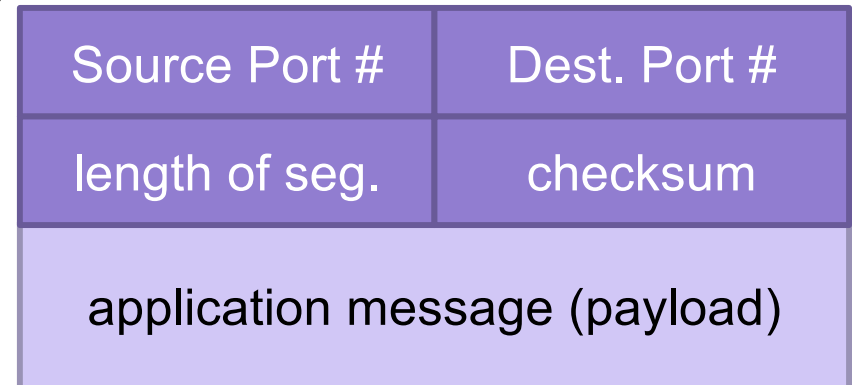 Source Port # Dest. Port #
length of seg. checksum
application message (payload)